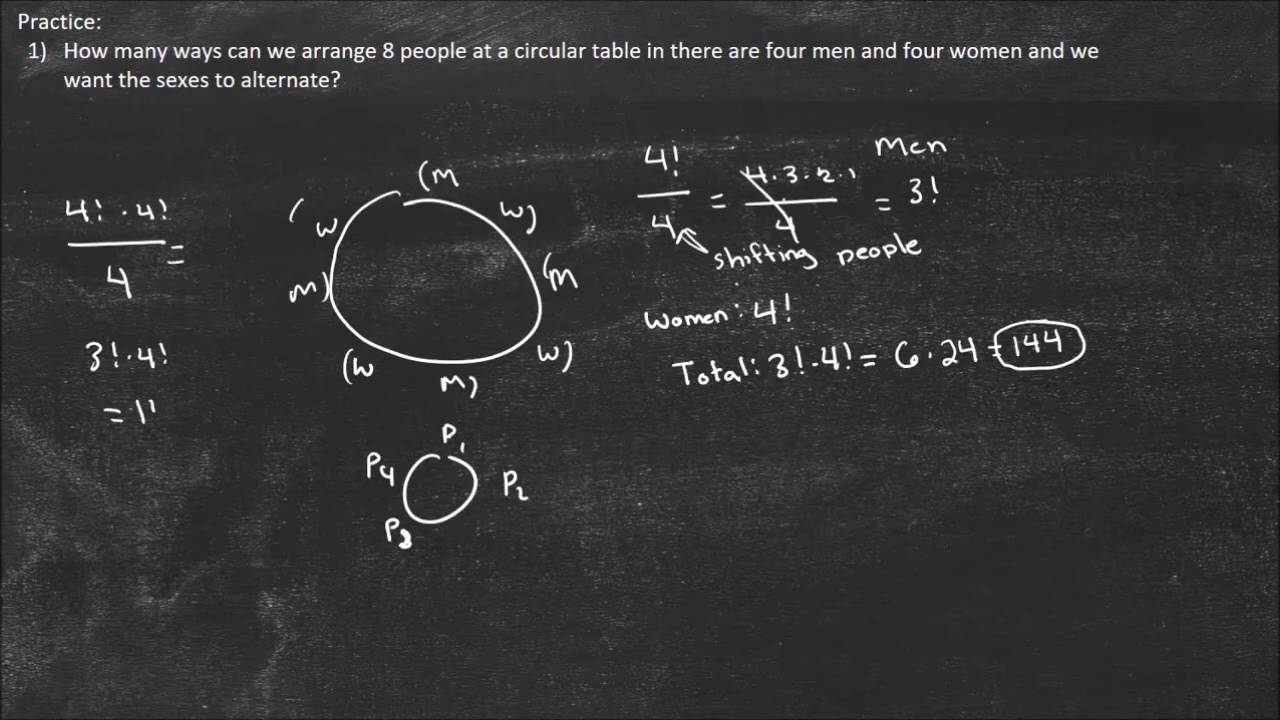 Practice:
1) How many ways can we arrange 8 people at a circular table in there are four men and four women and we
want the sexes to alternate?
4! · 4!
4
=
3! · 4!
= 1'
(m
w)
(m
w)
m)
(w
m)
( w
P1
P2
P3
P4
4!/4 = 4·3·2·1/4 = 3!
Men
shifting people
Women: 4!
Total: 3! · 4! = 6 · 24 = 144